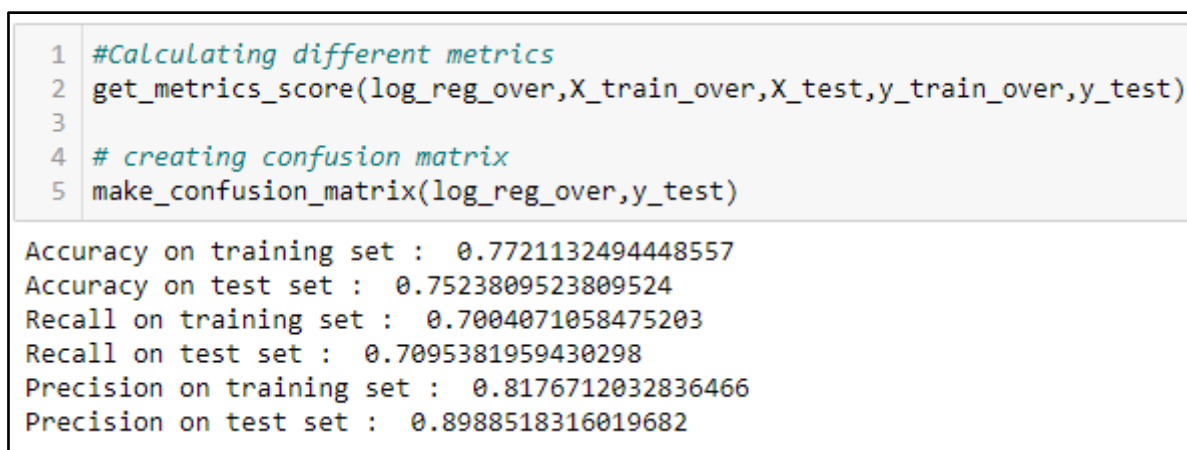 1 #Calculating different metrics
2 get_metrics_score(log_reg_over,X_train_over,X_test,y_train_over,y_test)
3
4 # creating confusion matrix
5 make_confusion_matrix(log_reg_over,y_test)
Accuracy on training set :  0.7721132494448557
Accuracy on test set :  0.7523809523809524
Recall on training set :  0.7004071058475203
Recall on test set :  0.7095381959430298
Precision on training set :  0.8176712032836466
Precision on test set :  0.8988518316019682